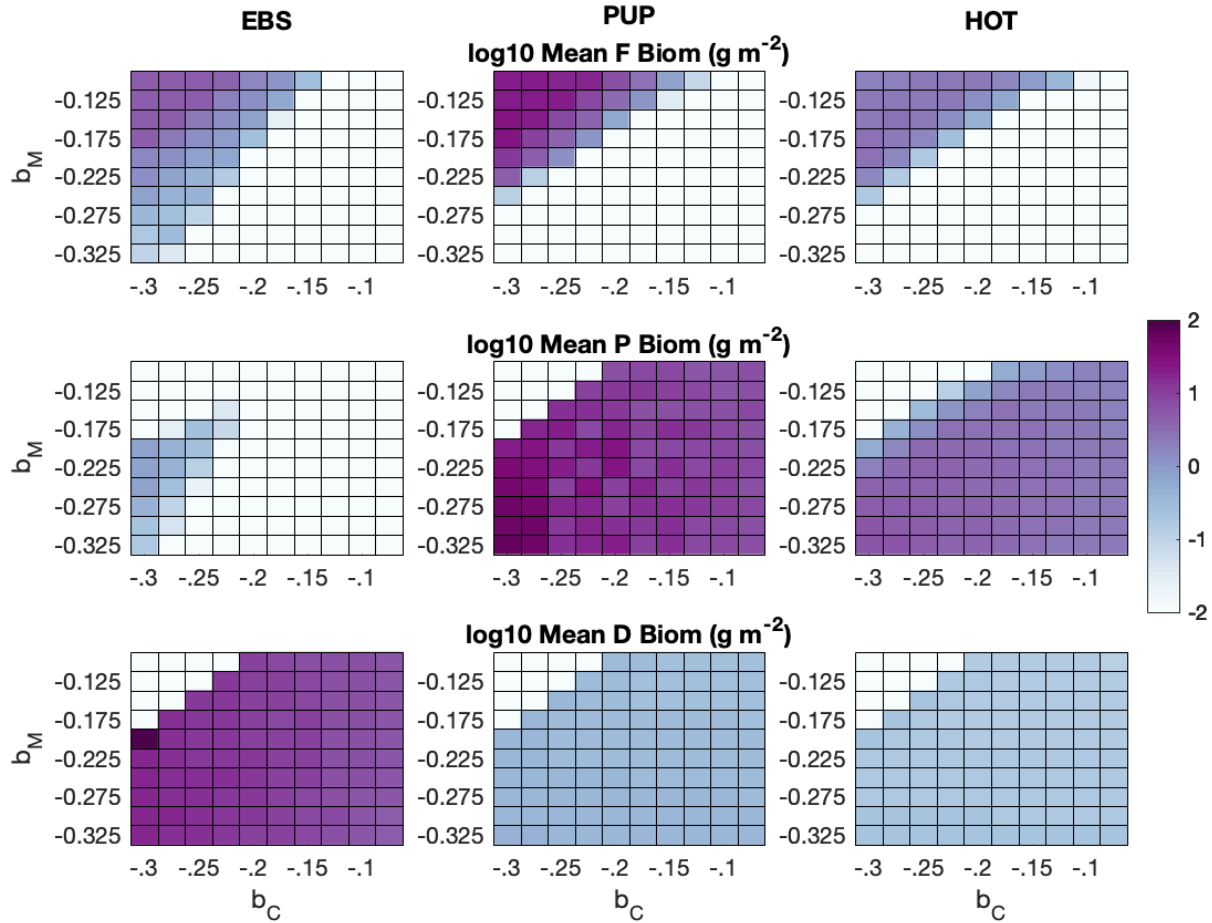 EBS PUP HOT
log10 Mean F Biom (g m-2)
-0.125 -0.125 -0.125
-0.175 -0.175 -0.175
-0.225 -0.225 -0.225
-0.275 -0.275 -0.275
-0.325 -0.325 -0.325
bM
-.3 -.25 -.2 -.15 -.1 -.3 -.25 -.2 -.15 -.1 -.3 -.25 -.2 -.15 -.1
log10 Mean P Biom (g m-2)
-0.125 -0.125 -0.125
-0.175 -0.175 -0.175
-0.225 -0.225 -0.225
-0.275 -0.275 -0.275
-0.325 -0.325 -0.325
bM
-.3 -.25 -.2 -.15 -.1 -.3 -.25 -.2 -.15 -.1 -.3 -.25 -.2 -.15 -.1
2
1
0
-1
-2
log10 Mean D Biom (g m-2)
-0.125 -0.125 -0.125
-0.175 -0.175 -0.175
-0.225 -0.225 -0.225
-0.275 -0.275 -0.275
-0.325 -0.325 -0.325
bM
-.3 -.25 -.2 -.15 -.1 -.3 -.25 -.2 -.15 -.1 -.3 -.25 -.2 -.15 -.1
bC bC bC